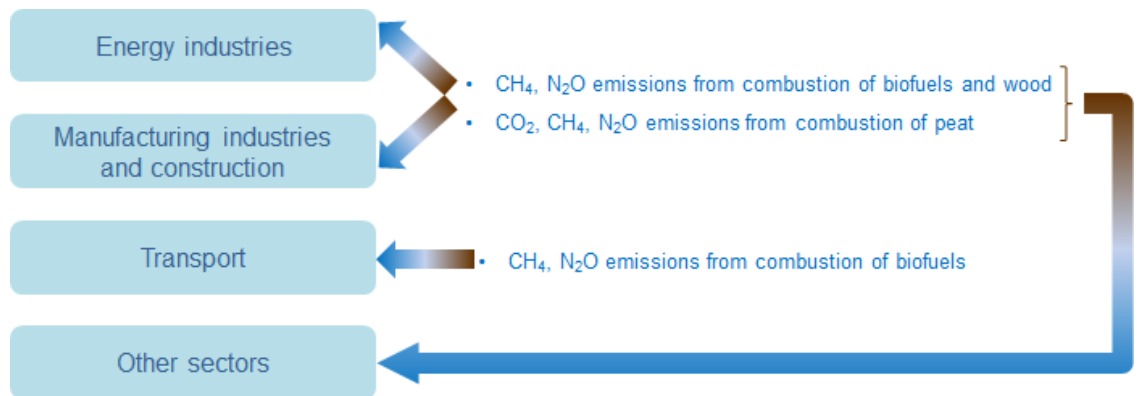 Energy industries
• CH₄, N₂O emissions from combustion of biofuels and wood
• CO₂, CH₄, N₂O emissions from combustion of peat
Manufacturing industries
and construction
Transport
• CH₄, N₂O emissions from combustion of biofuels
Other sectors